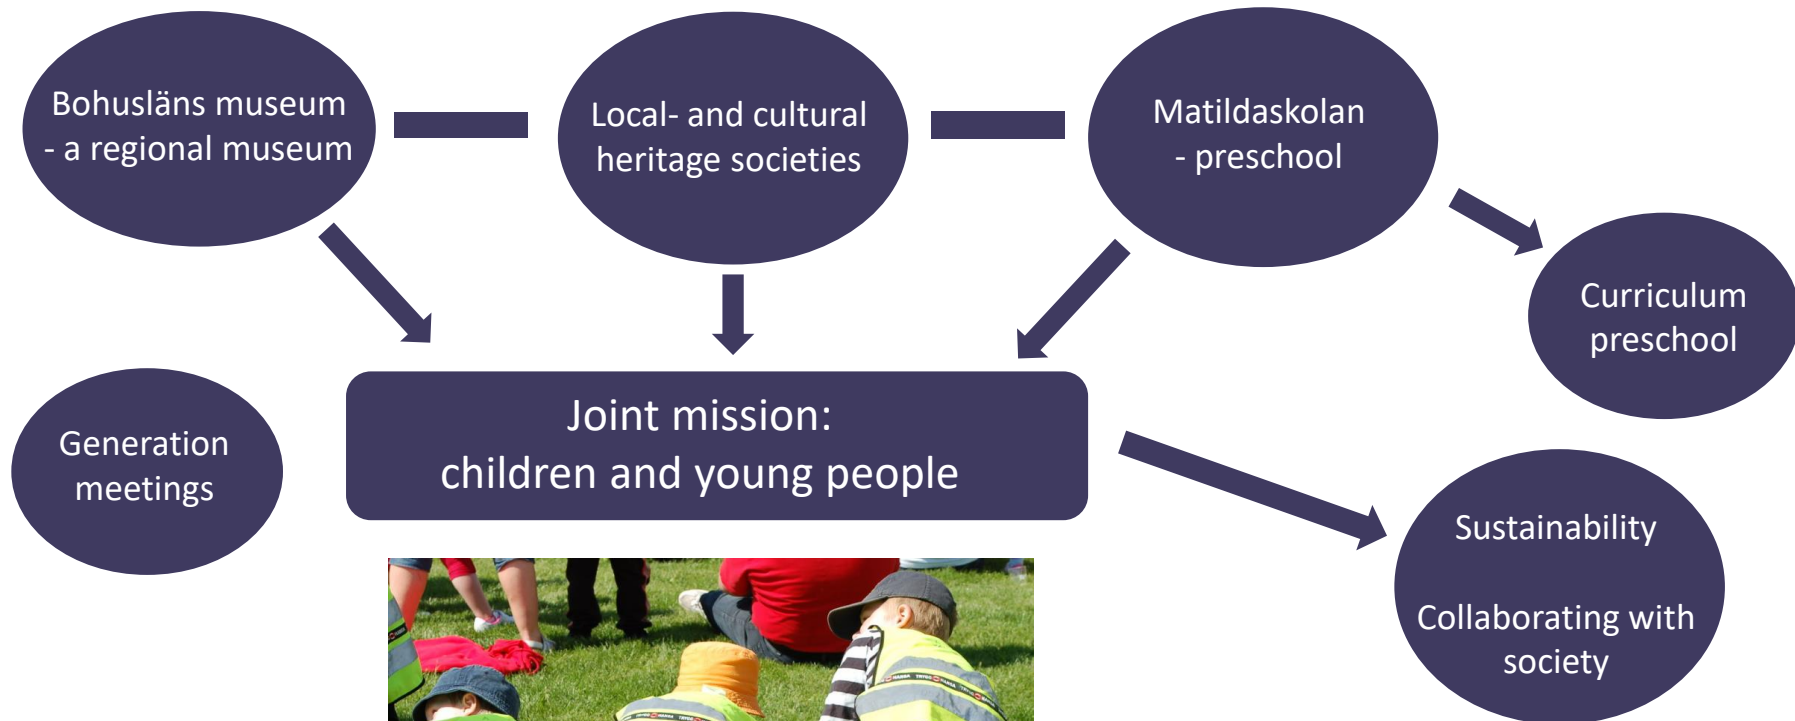 Bohusläns museum
- a regional museum
Local- and cultural
heritage societies
Matildaskolan
- preschool
Curriculum
preschool
Joint mission:
children and young people
Generation
meetings
Sustainability
Collaborating with
society